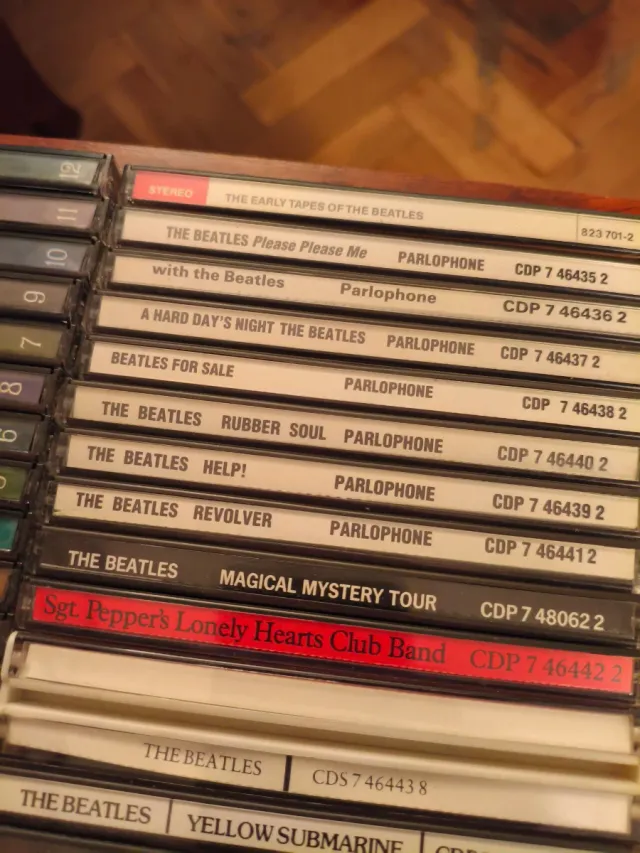 STEREO THE EARLY TAPES OF THE BEATLES 823 701-2
THE BEATLES Please Please Me PARLOPHONE CDP 7 46435 2
with the Beatles Parlophone CDP 7 46436 2
A HARD DAY'S NIGHT THE BEATLES PARLOPHONE CDP 7 46437 2
BEATLES FOR SALE PARLOPHONE CDP 7 46438 2
THE BEATLES RUBBER SOUL PARLOPHONE CDP 7 46440 2
THE BEATLES HELP! PARLOPHONE CDP 7 46439 2
THE BEATLES REVOLVER PARLOPHONE CDP 7 46441 2
THE BEATLES MAGICAL MYSTERY TOUR CDP 7 48062 2
Sgt. Pepper's Lonely Hearts Club Band CDP 7 46442 2
THE BEATLES CDS 7 46443 8
THE BEATLES YELLOW SUBMARINE
12
11
10
9
7
8
6